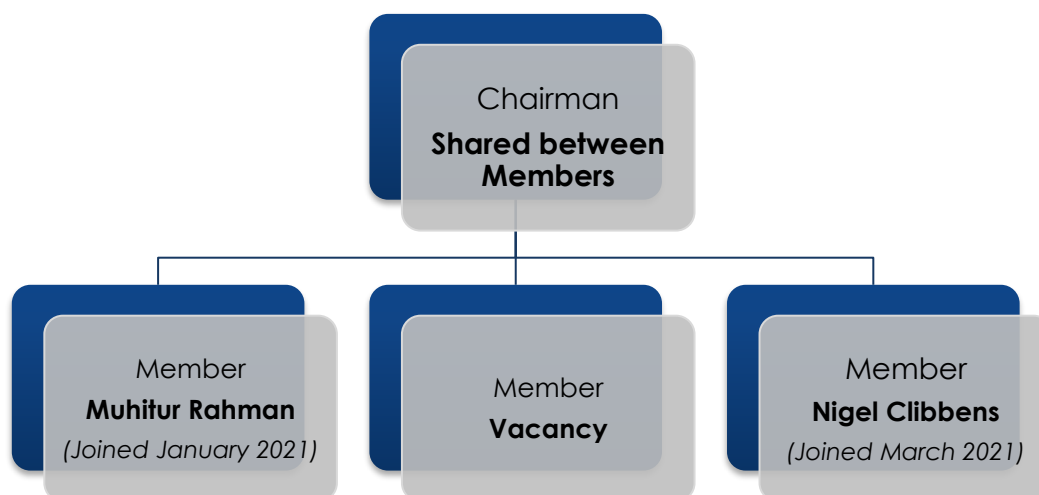 Chairman
Shared between
Members
Member
Muhitur Rahman
(Joined January 2021)
Member
Vacancy
Member
Nigel Clibbens
(Joined March 2021)